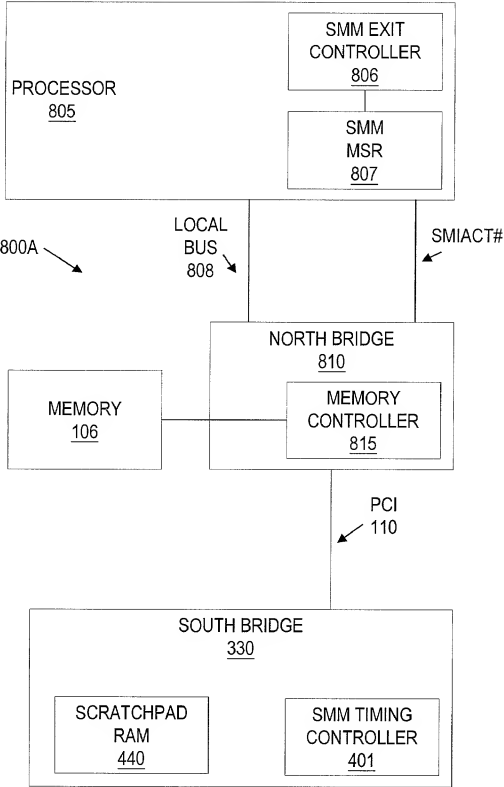 SMM EXIT
CONTROLLER
806
PROCESSOR
805
SMM
MSR
807
LOCAL
BUS
808
SMIACT#
800A
NORTH BRIDGE
810
MEMORY
106
MEMORY
CONTROLLER
815
PCI
110
SOUTH BRIDGE
330
SCRATCHPAD
RAM
440
SMM TIMING
CONTROLLER
401